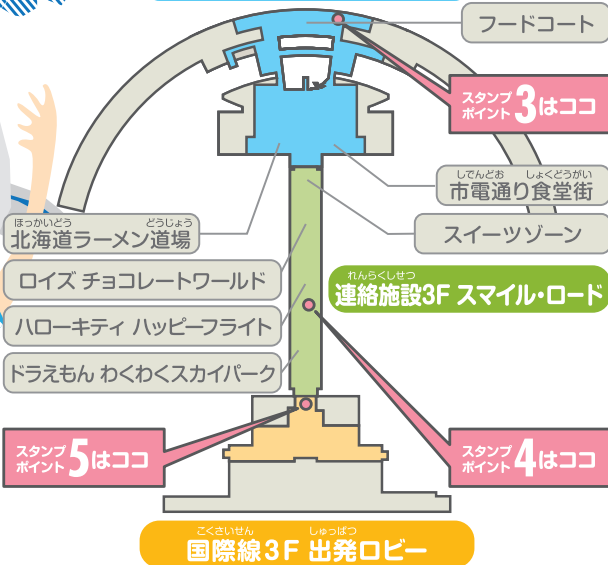 フードコート
スタンプ
ポイント3はココ
しでんどお しょくどうがい
市電通り食堂街
ほっかいどう どうじょう
北海道ラーメン道場
スイーツゾーン
ロイズ チョコレートワールド
れんらくしせつ
連絡施設3F スマイル・ロード
ハローキティ ハッピーフライト
ドラえもん わくわくスカイパーク
スタンプ
ポイント5はココ
スタンプ
ポイント4はココ
こくさいせん しゅっぱつ
国際線3F 出発ロビー